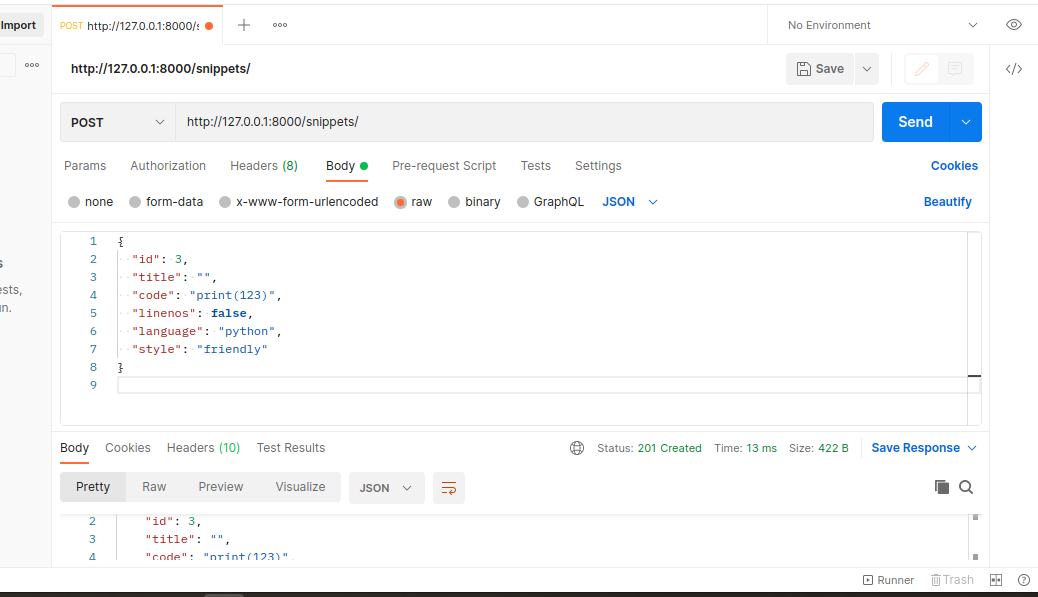 Import
POST http://127.0.0.1:8000/s
No Environment
http://127.0.0.1:8000/snippets/
Save
POST
http://127.0.0.1:8000/snippets/
Send
Params Authorization Headers (8) Body Pre-request Script Tests Settings Cookies
none form-data x-www-form-urlencoded raw binary GraphQL JSON Beautify
1 {
2 "id": 3,
3 "title": "",
4 "code": "print(123)",
5 "linenos": false,
6 "language": "python",
7 "style": "friendly"
8 }
9
Body Cookies Headers (10) Test Results Status: 201 Created Time: 13 ms Size: 422 B Save Response
Pretty Raw Preview Visualize JSON
2 "id": 3,
3 "title": "",
4 "code": "print(123)",
Runner Trash